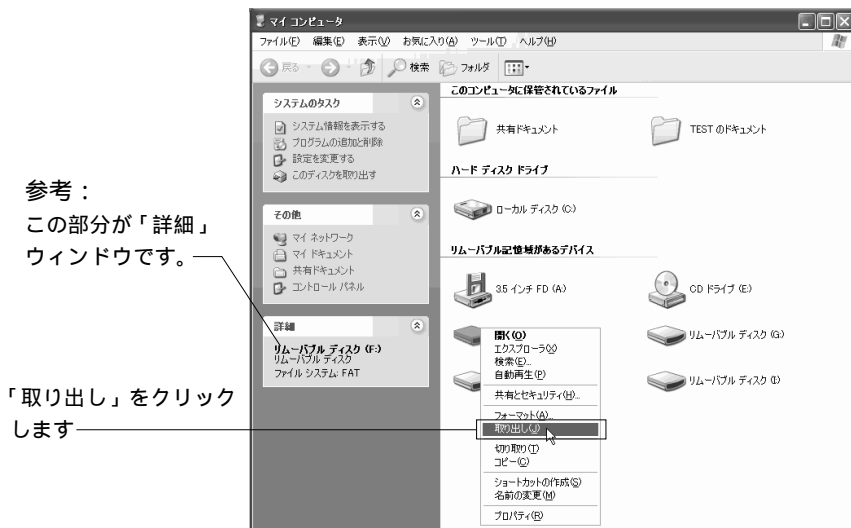 マイ コンピュータ
ファイル(F) 編集(E) 表示(V) お気に入り(A) ツール(T) ヘルプ(H)
戻る 検索 フォルダ
システムのタスク
システム情報を表示する
プログラムの追加と削除
設定を変更する
このディスクを取り出す
その他
マイ ネットワーク
マイ ドキュメント
共有ドキュメント
コントロール パネル
詳細
リムーバブル ディスク (F:)
リムーバブル ディスク
ファイル システム: FAT
このコンピュータに保管されているファイル
共有ドキュメント
TEST のドキュメント
ハード ディスク ドライブ
ローカル ディスク (C:)
リムーバブル記憶域があるデバイス
3.5 インチ FD (A:)
CD ドライブ (E:)
リムーバブル ディスク (G:)
リムーバブル ディスク (I:)
開く(O)
エクスプローラ(X)
検索(E)...
自動再生(P)
共有とセキュリティ(H)...
フォーマット(A)...
取り出し(J)
切り取り(T)
コピー(C)
ショートカットの作成(S)
名前の変更(M)
プロパティ(R)
参考：
この部分が「詳細」
ウィンドウです。
「取り出し」をクリック
します